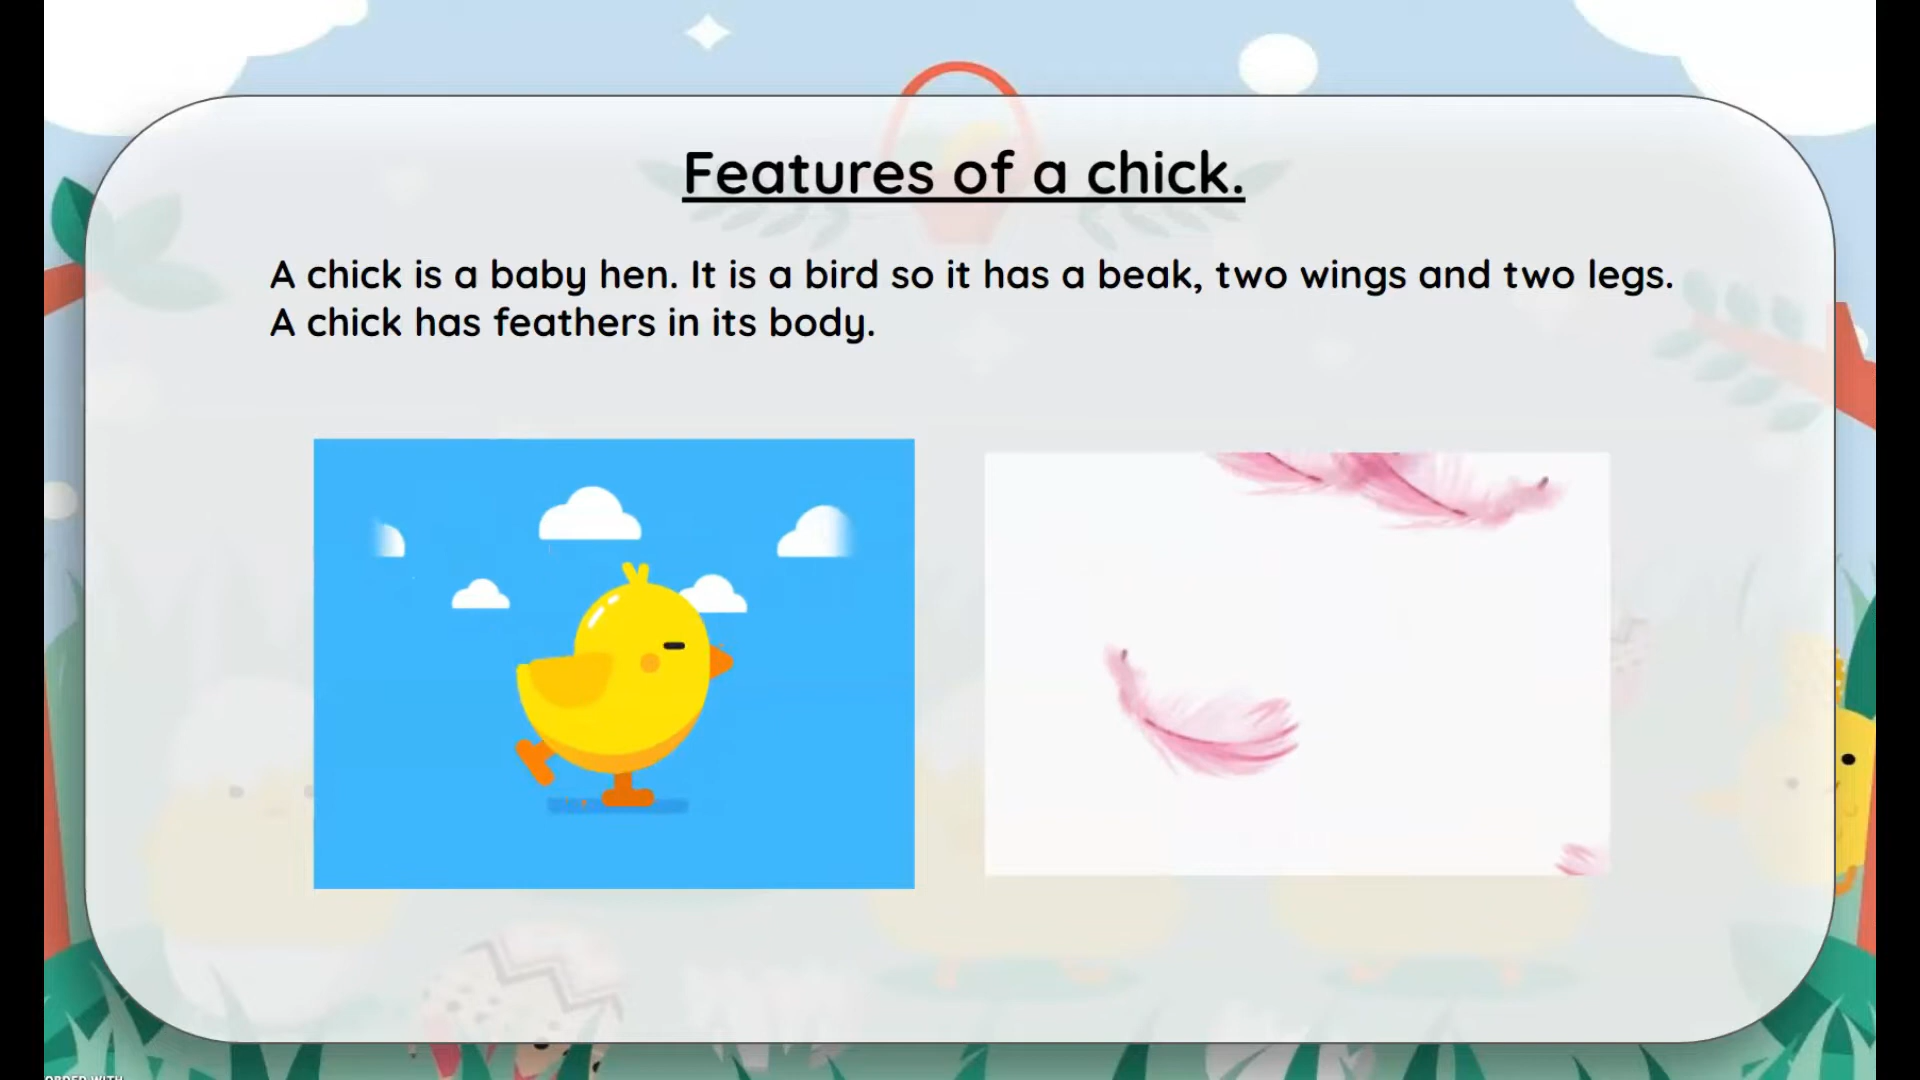 Features of a chick.
A chick is a baby hen. It is a bird so it has a beak, two wings and two legs.
A chick has feathers in its body.